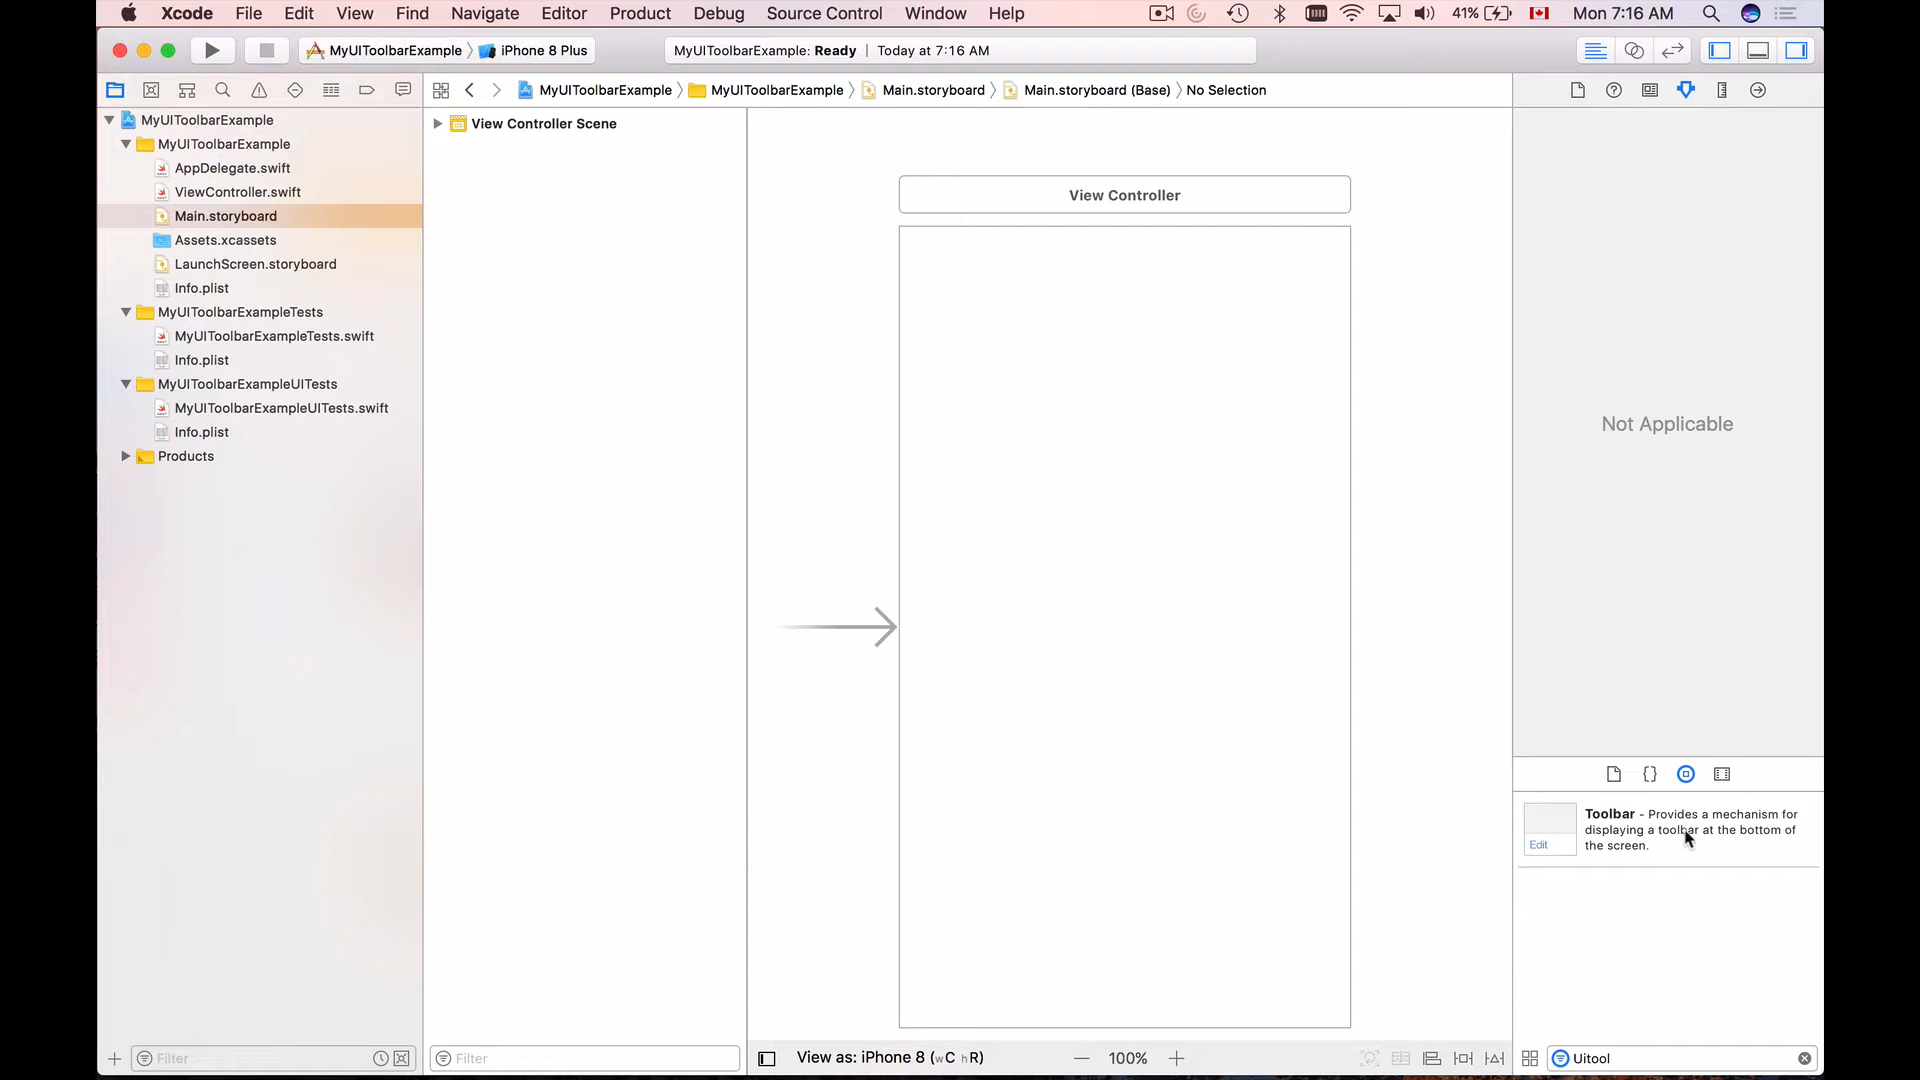 Xcode File Edit View Find Navigate Editor Product Debug Source Control Window Help 41% Mon 7:16 AM
MyUIToolbarExample iPhone 8 Plus MyUIToolbarExample: Ready | Today at 7:16 AM
MyUIToolbarExample MyUIToolbarExample Main.storyboard Main.storyboard (Base) No Selection
MyUIToolbarExample
MyUIToolbarExample
AppDelegate.swift
ViewController.swift
Main.storyboard
Assets.xcassets
LaunchScreen.storyboard
Info.plist
MyUIToolbarExampleTests
MyUIToolbarExampleTests.swift
Info.plist
MyUIToolbarExampleUITests
MyUIToolbarExampleUITests.swift
Info.plist
Products
Filter
View Controller Scene
Filter
View Controller
View as: iPhone 8 (wC hR) 100%
Not Applicable
{}
Edit
Toolbar - Provides a mechanism for
displaying a toolbar at the bottom of
the screen.
Uitool